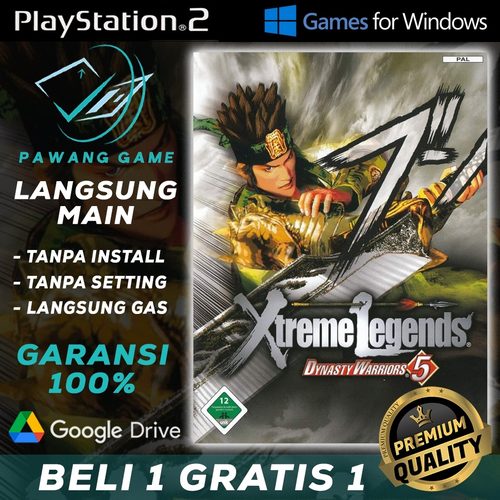 PlayStation 2
Games for Windows
PAL
PAWANG GAME
LANGSUNG
MAIN
- TANPA INSTALL
- TANPA SETTING
- LANGSUNG GAS
GARANSI
100%
Google Drive
Xtreme Legends
DYNASTY WARRIORS 5
12
PREMIUM
QUALITY
BELI 1 GRATIS 1